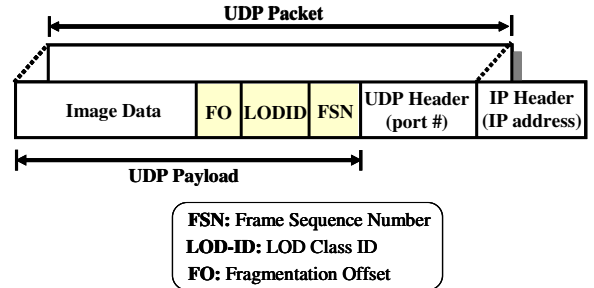 UDP Packet
Image Data
FO
LODID
FSN
UDP Header
(port #)
IP Header
(IP address)
UDP Payload
FSN: Frame Sequence Number
LOD-ID: LOD Class ID
FO: Fragmentation Offset